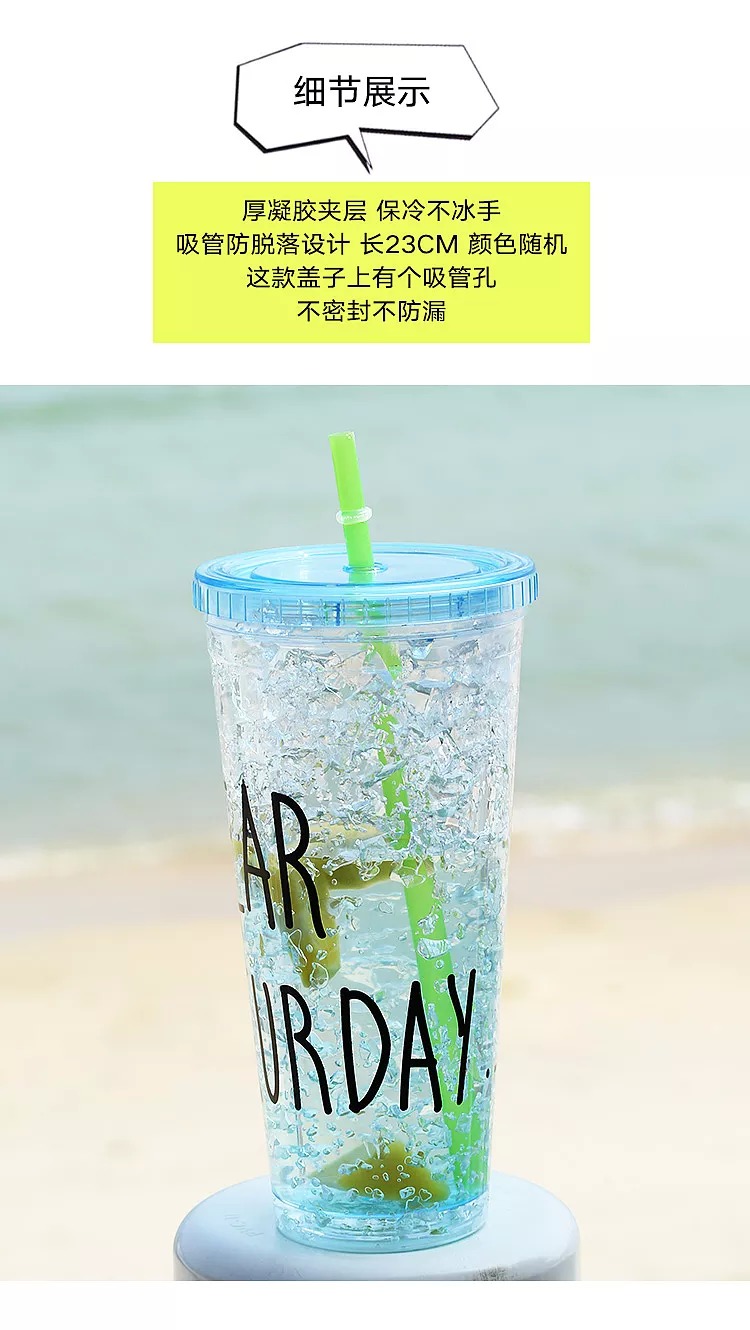 细节展示
厚凝胶夹层 保冷不冰手
吸管防脱落设计 长23CM 颜色随机
这款盖子上有个吸管孔
不密封不防漏
AR
URDAY.